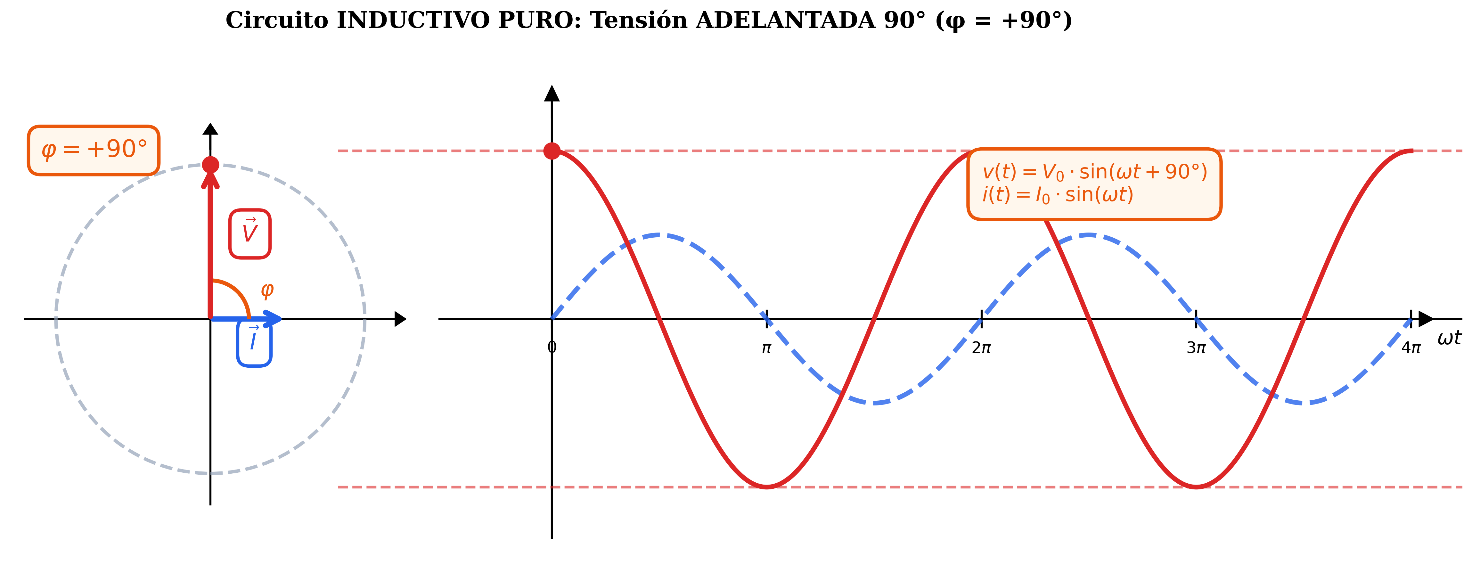 Circuito INDUCTIVO PURO: Tensión ADELANTADA 90° (φ = +90°)
φ = +90°
V⃗
φ
I⃗
v(t) = V₀ · sin(ωt + 90°)
i(t) = I₀ · sin(ωt)
0
π
2π
3π
4π
ωt